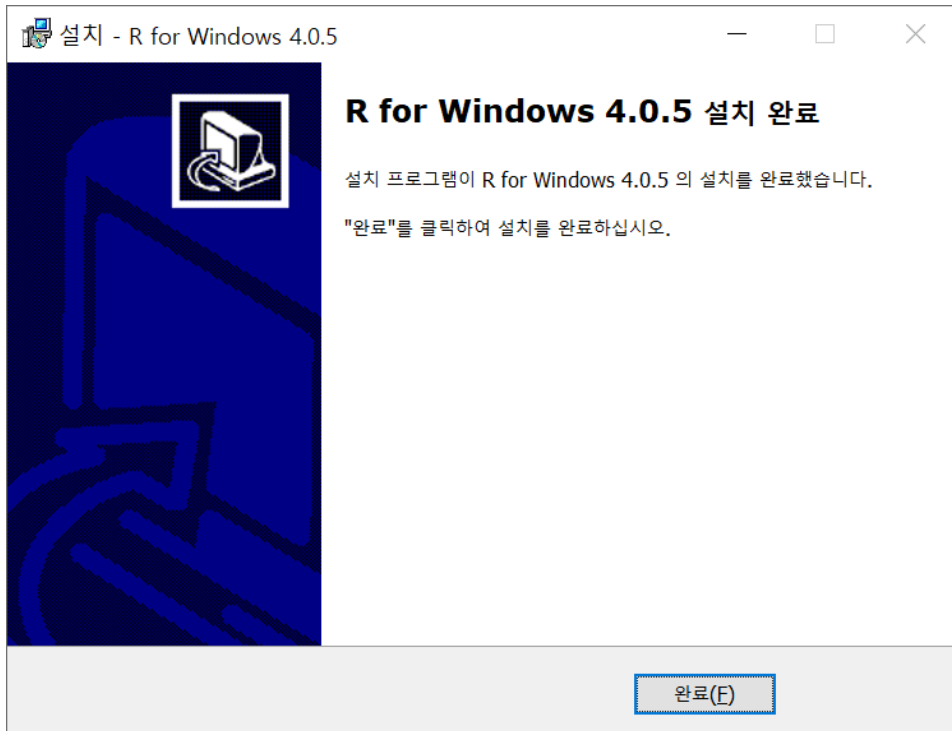 설치 - R for Windows 4.0.5
R for Windows 4.0.5 설치 완료
설치 프로그램이 R for Windows 4.0.5 의 설치를 완료했습니다.
"완료"를 클릭하여 설치를 완료하십시오.
완료(F)